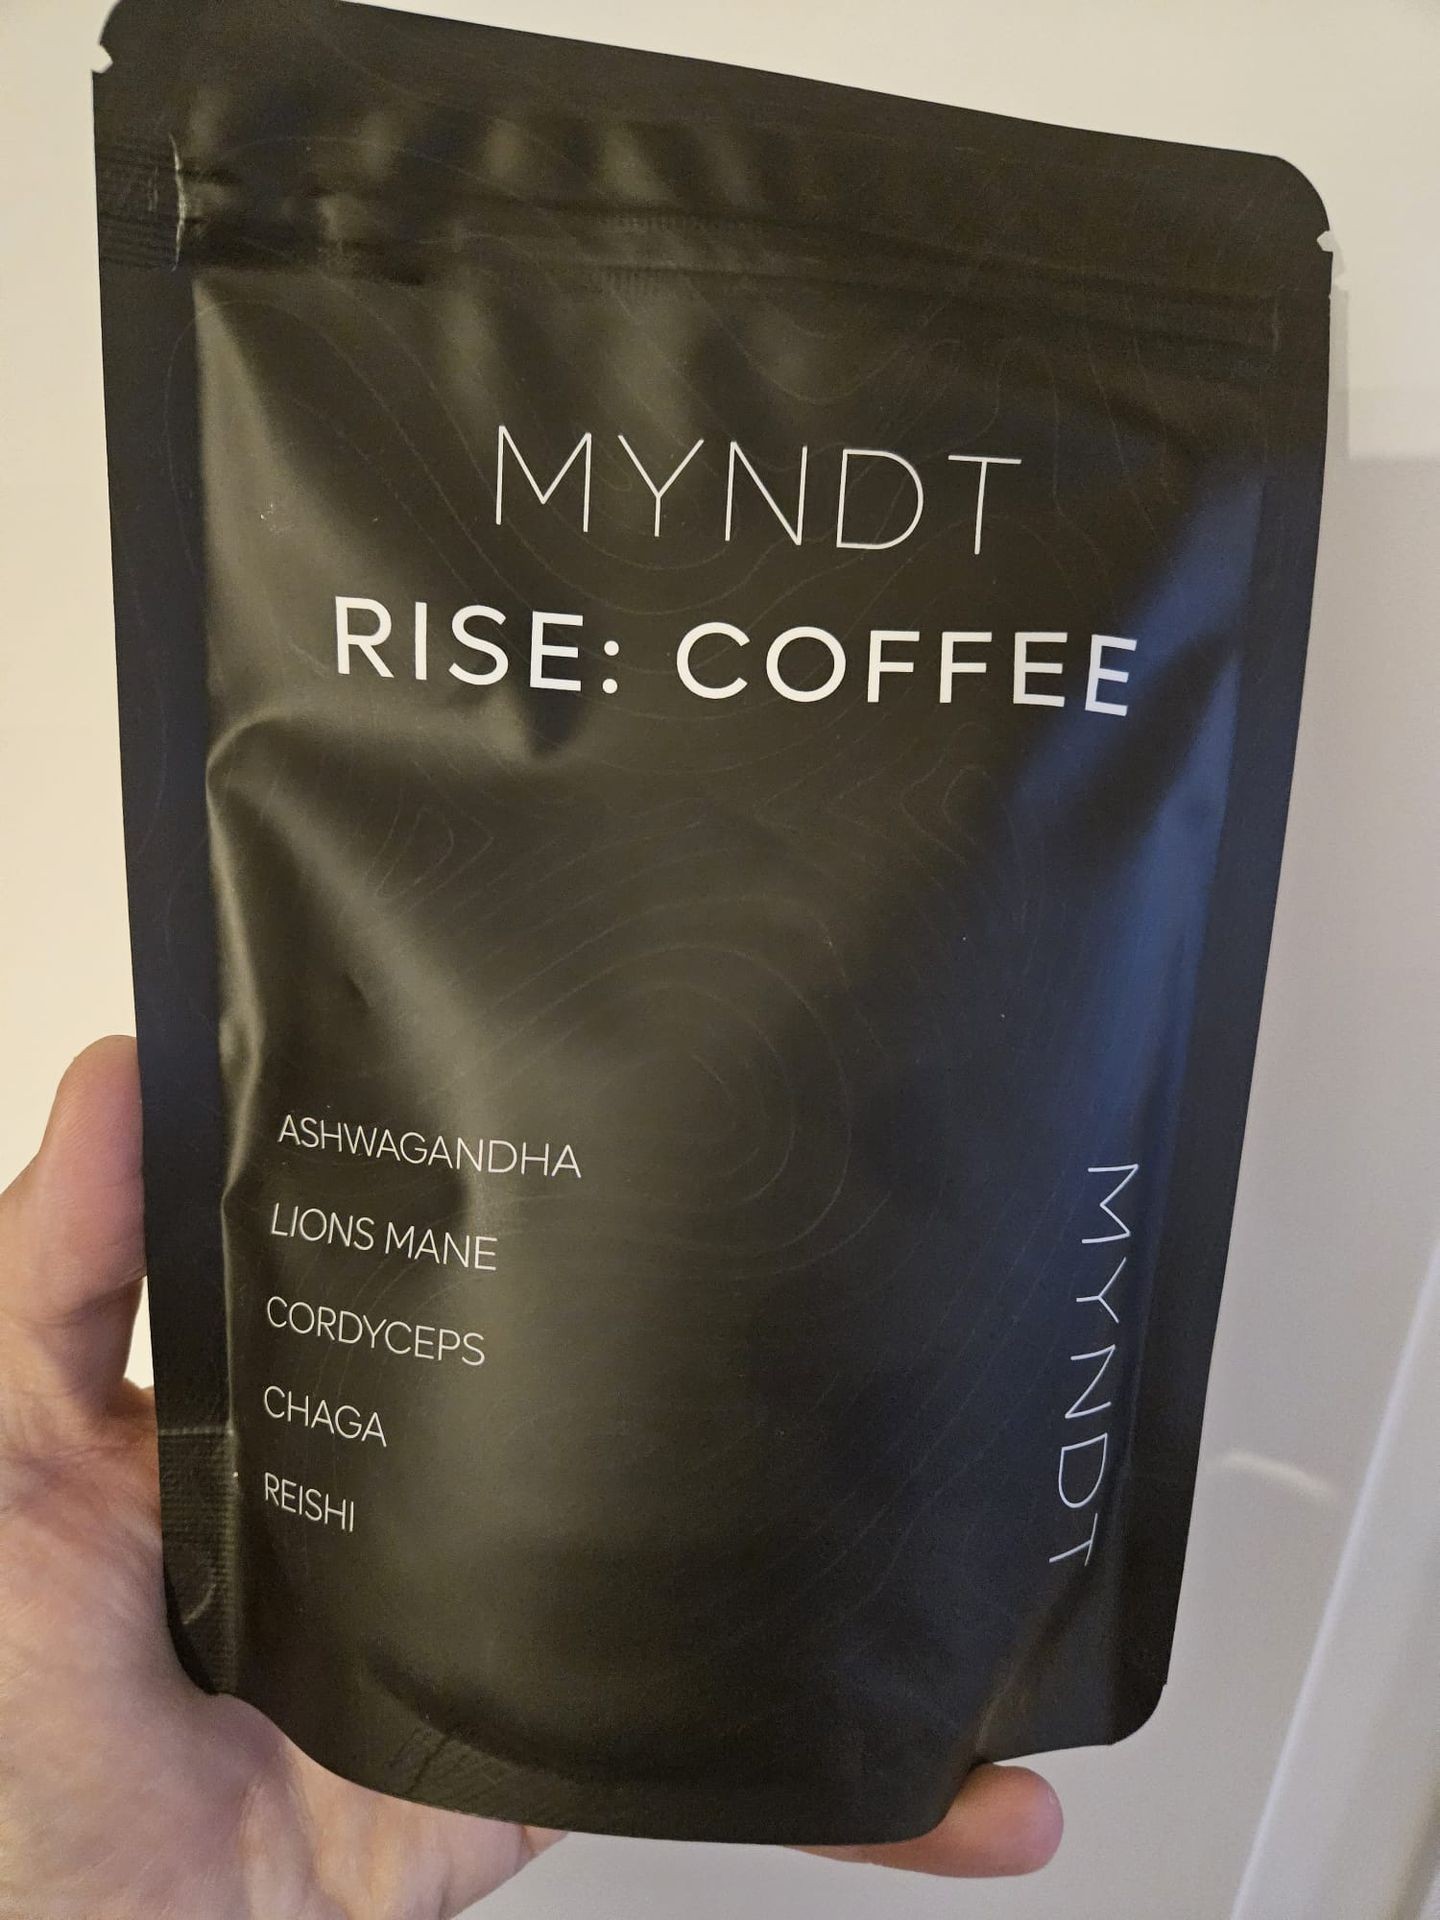 MYNDT
RISE: COFFEE
ASHWAGANDHA
LIONS MANE
CORDYCEPS
CHAGA
REISHI
MYNDT